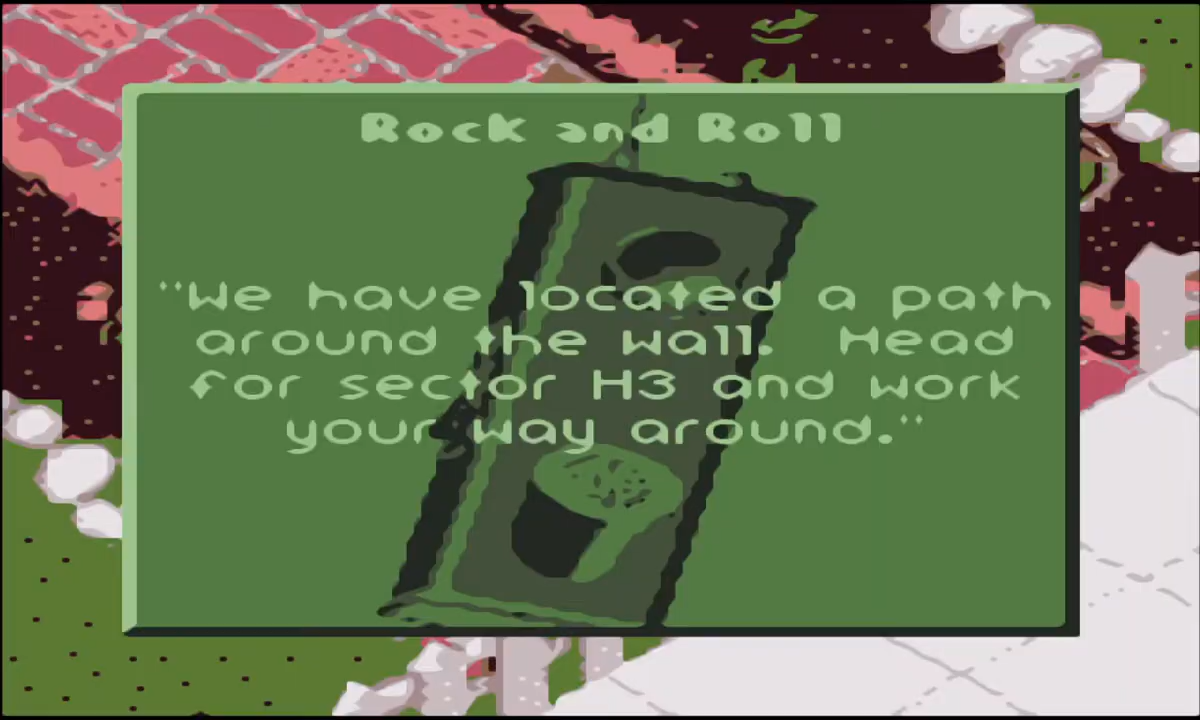 Rock and Roll
"We have located a path
around the wall.  Head
for sector H3 and work
your way around."